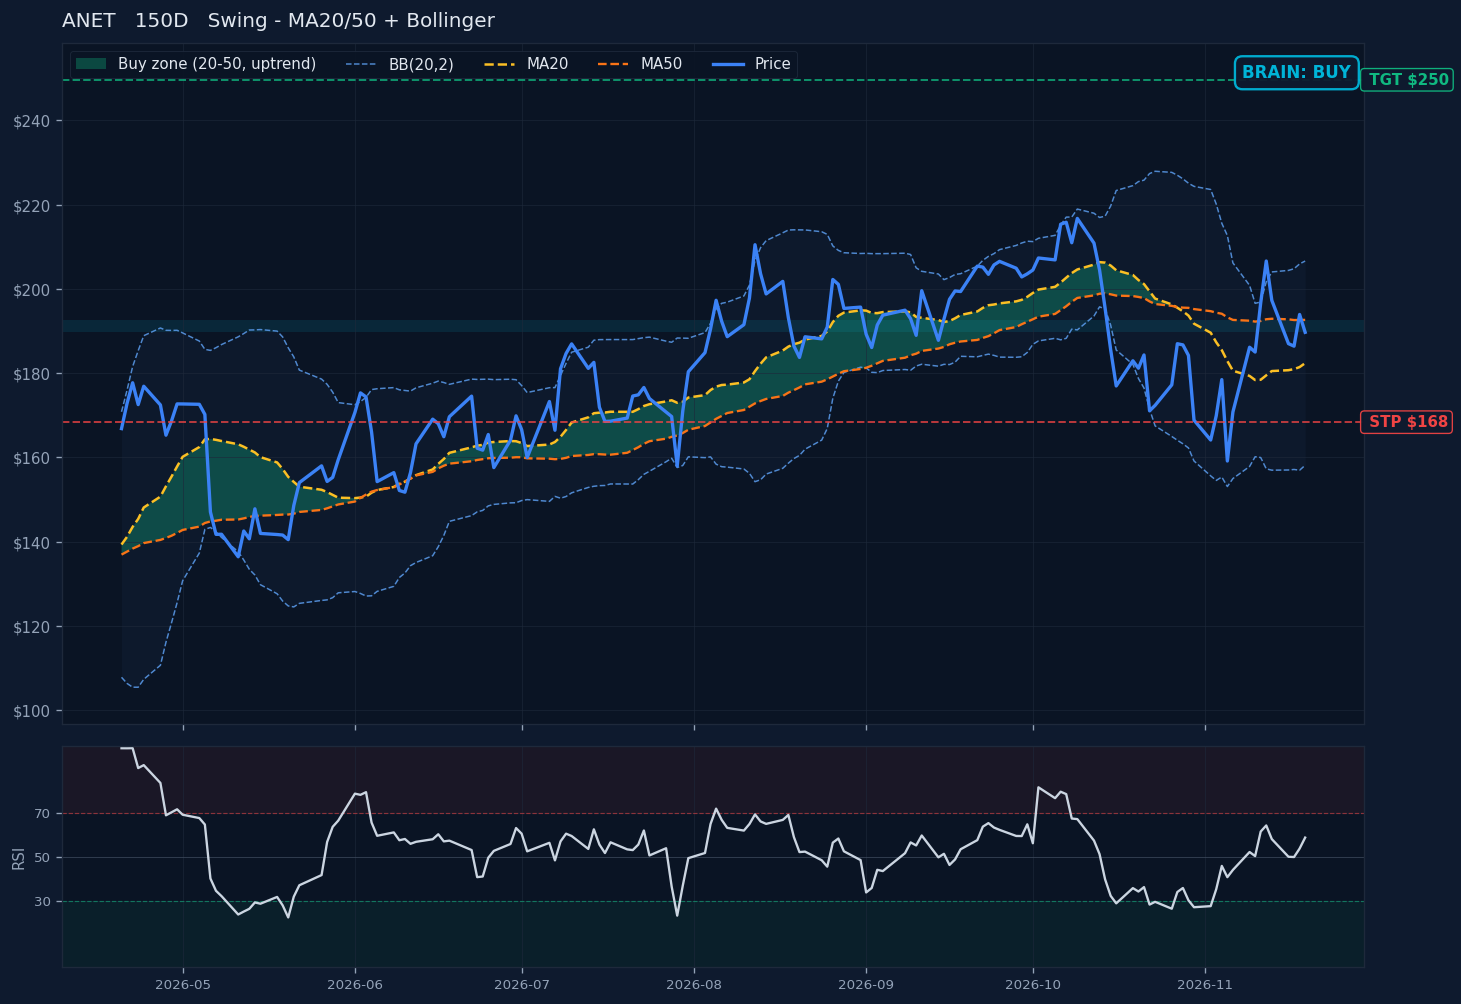 ANET 150D Swing - MA20/50 + Bollinger
Buy zone (20-50, uptrend) BB(20,2) MA20 MA50 Price
BRAIN: BUY
TGT $250
$240
$220
$200
$180
STP $168
$160
$140
$120
$100
70
50
30
RSI
2026-05 2026-06 2026-07 2026-08 2026-09 2026-10 2026-11